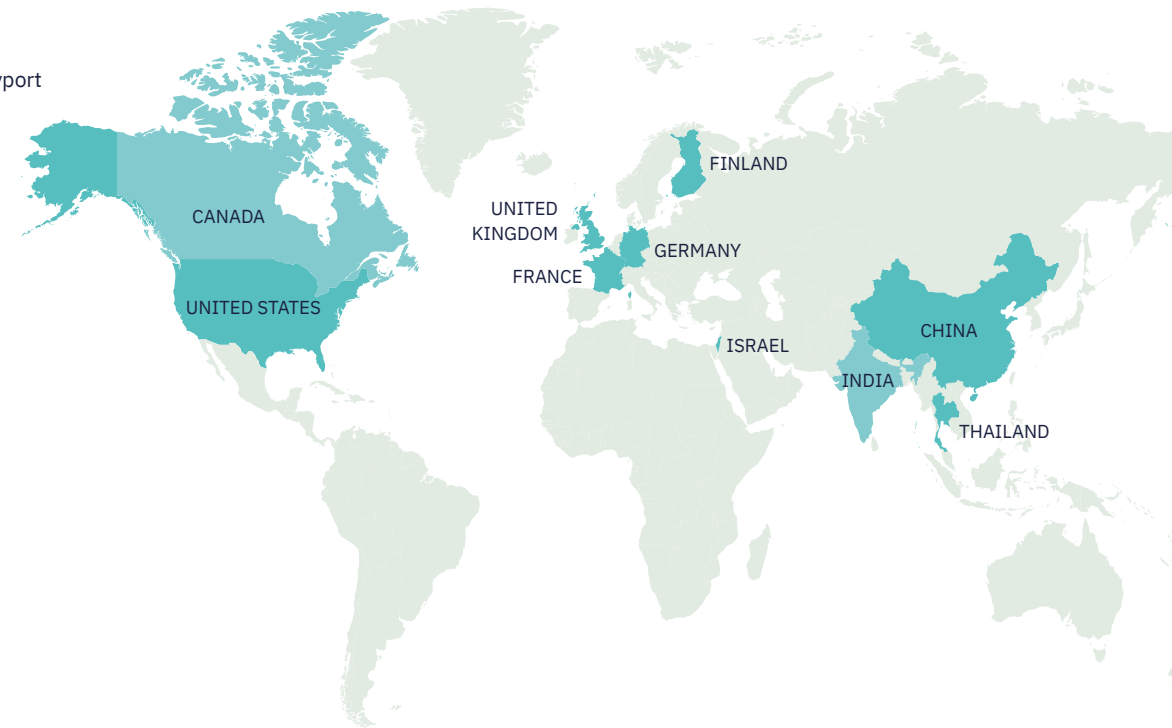 FINLAND
CANADA
UNITED
KINGDOM
GERMANY
FRANCE
UNITED STATES
CHINA
ISRAEL
INDIA
THAILAND